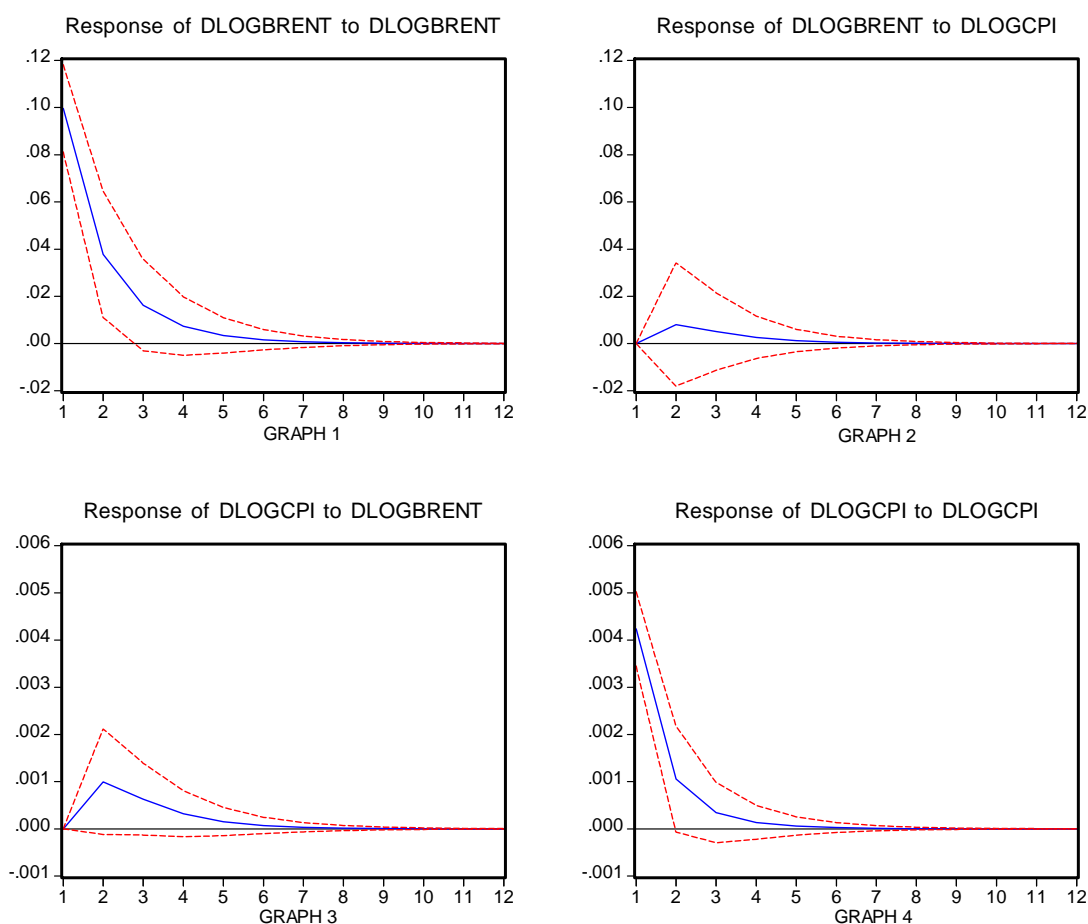 Response of DLOGBRENT to DLOGBRENT
.12
.10
.08
.06
.04
.02
.00
-.02
1 2 3 4 5 6 7 8 9 10 11 12
GRAPH 1
Response of DLOGBRENT to DLOGCPI
.12
.10
.08
.06
.04
.02
.00
-.02
1 2 3 4 5 6 7 8 9 10 11 12
GRAPH 2
Response of DLOGCPI to DLOGBRENT
.006
.005
.004
.003
.002
.001
.000
-.001
1 2 3 4 5 6 7 8 9 10 11 12
GRAPH 3
Response of DLOGCPI to DLOGCPI
.006
.005
.004
.003
.002
.001
.000
-.001
1 2 3 4 5 6 7 8 9 10 11 12
GRAPH 4